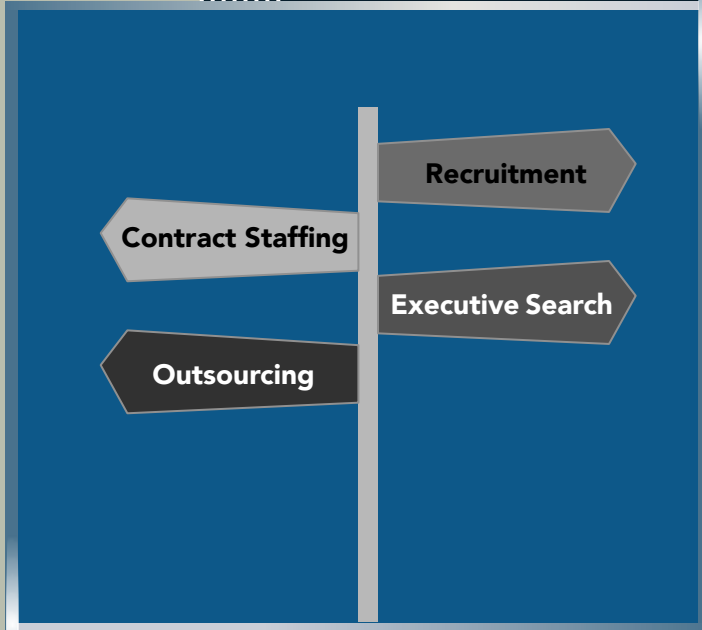 Recruitment
Contract Staffing
Executive Search
Outsourcing